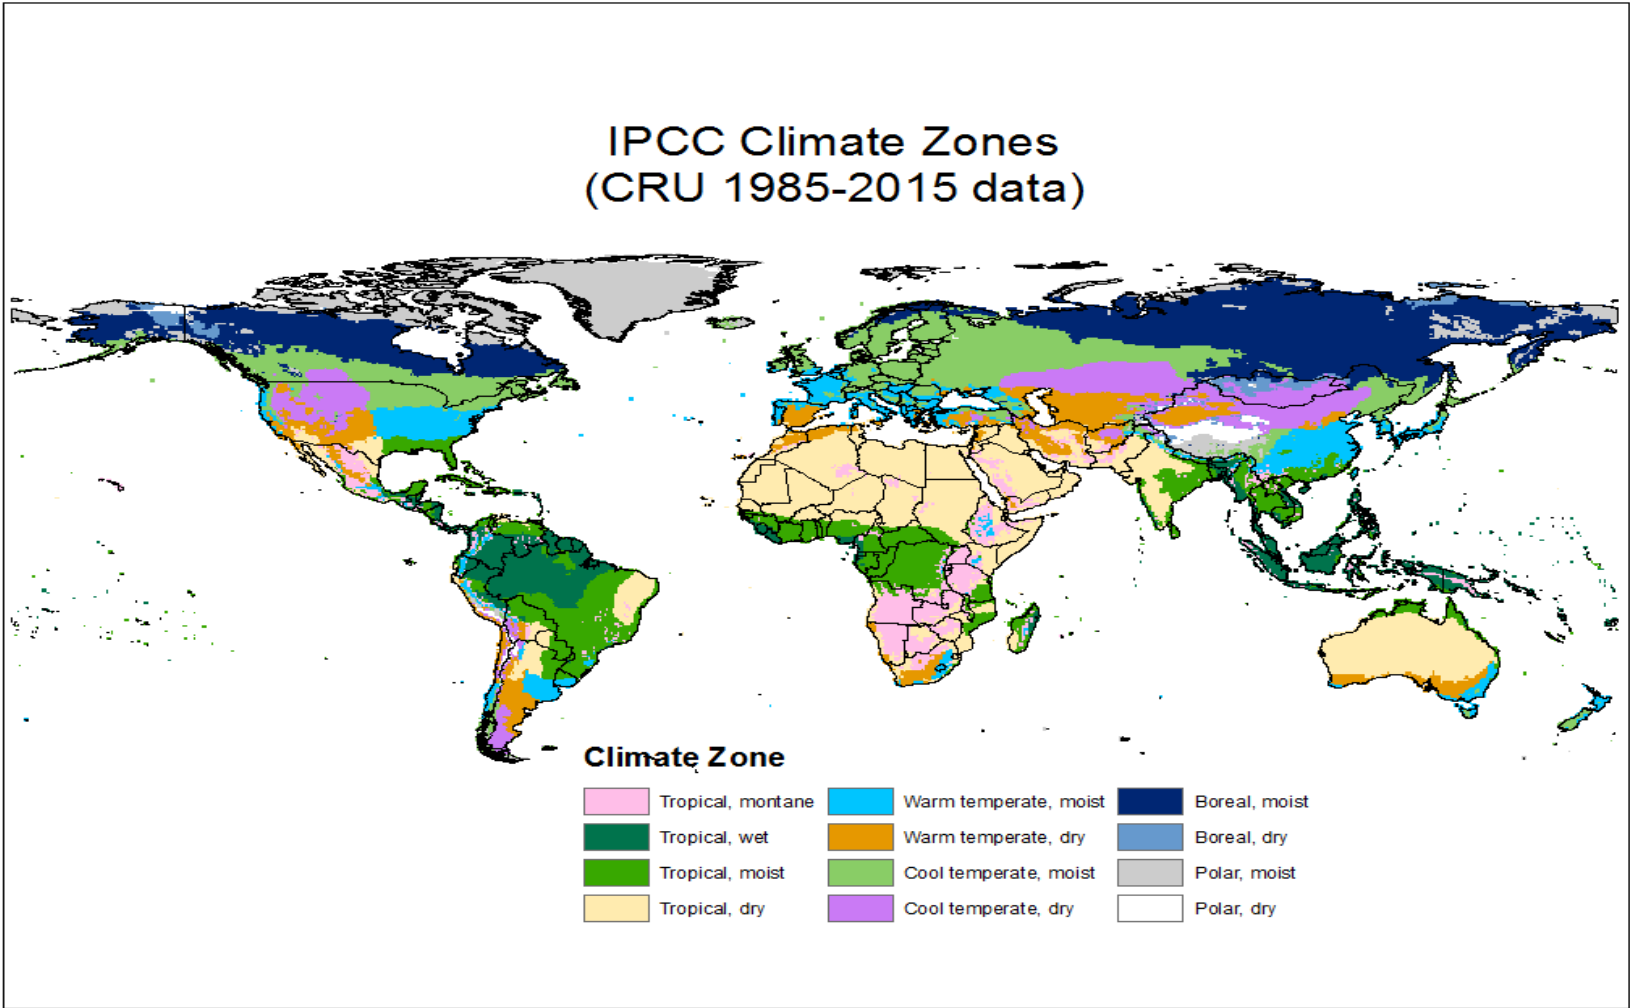 IPCC Climate Zones
(CRU 1985-2015 data)
Climate Zone
Tropical, montane
Tropical, wet
Tropical, moist
Tropical, dry
Warm temperate, moist
Warm temperate, dry
Cool temperate, moist
Cool temperate, dry
Boreal, moist
Boreal, dry
Polar, moist
Polar, dry